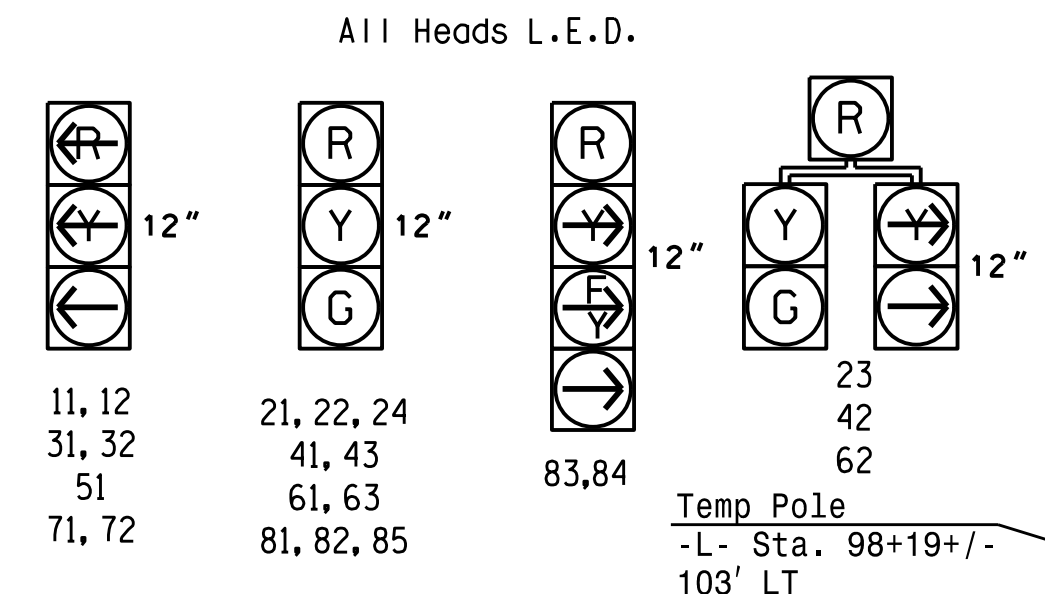 All Heads L.E.D.
R
Y
12"
11, 12
31, 32
51
71, 72
R
Y
G
12"
21, 22, 24
41, 43
61, 63
81, 82, 85
R
Y
F
Y
12"
83,84
R
Y
G
Y
12"
23
42
62
Temp Pole
-L- Sta. 98+19+/-
103' LT